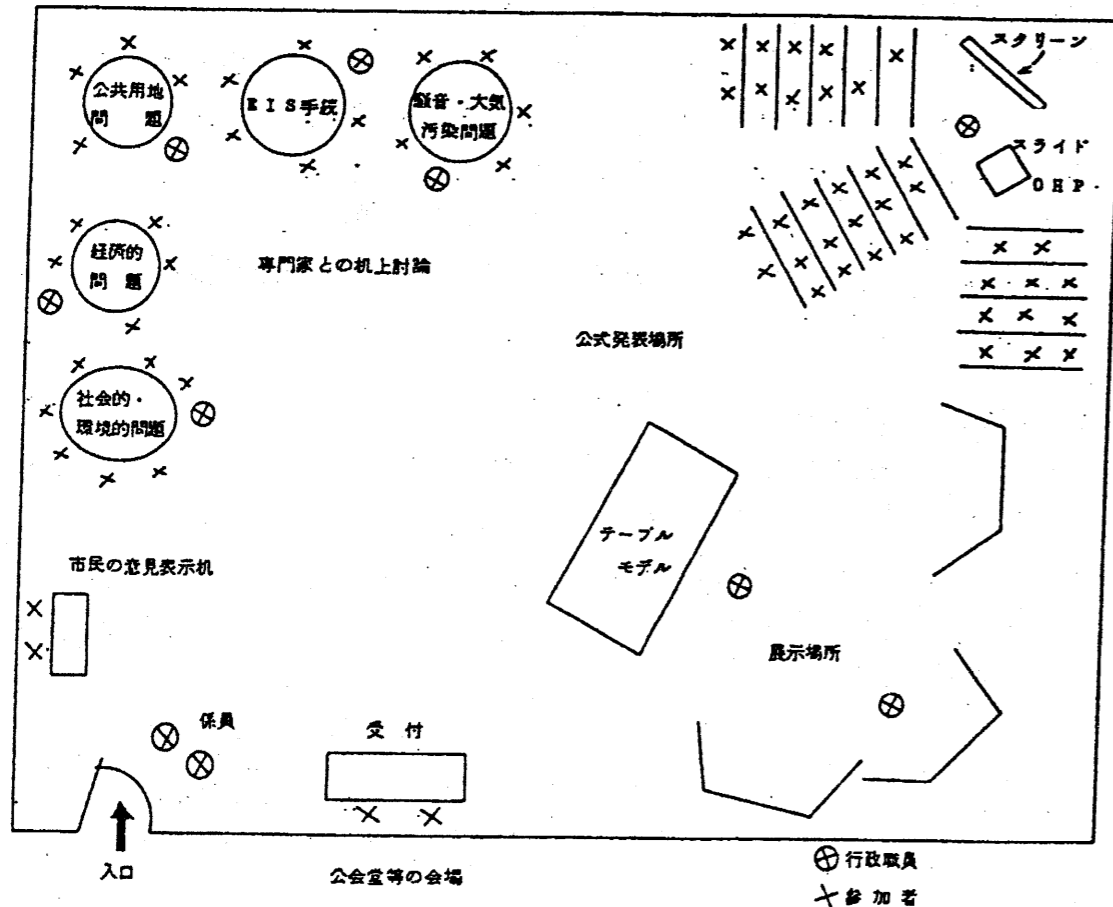 スクリーン
公共用地
問 題
EIS手続
騒音・大気
汚染問題
スライド
OHP
経済的
問 題
専門家との机上討論
公式発表場所
社会的・
環境的問題
テーブル
モデル
市民の意見表示机
展示場所
係員
受 付
入口
公会堂等の会場
行政職員
参加者